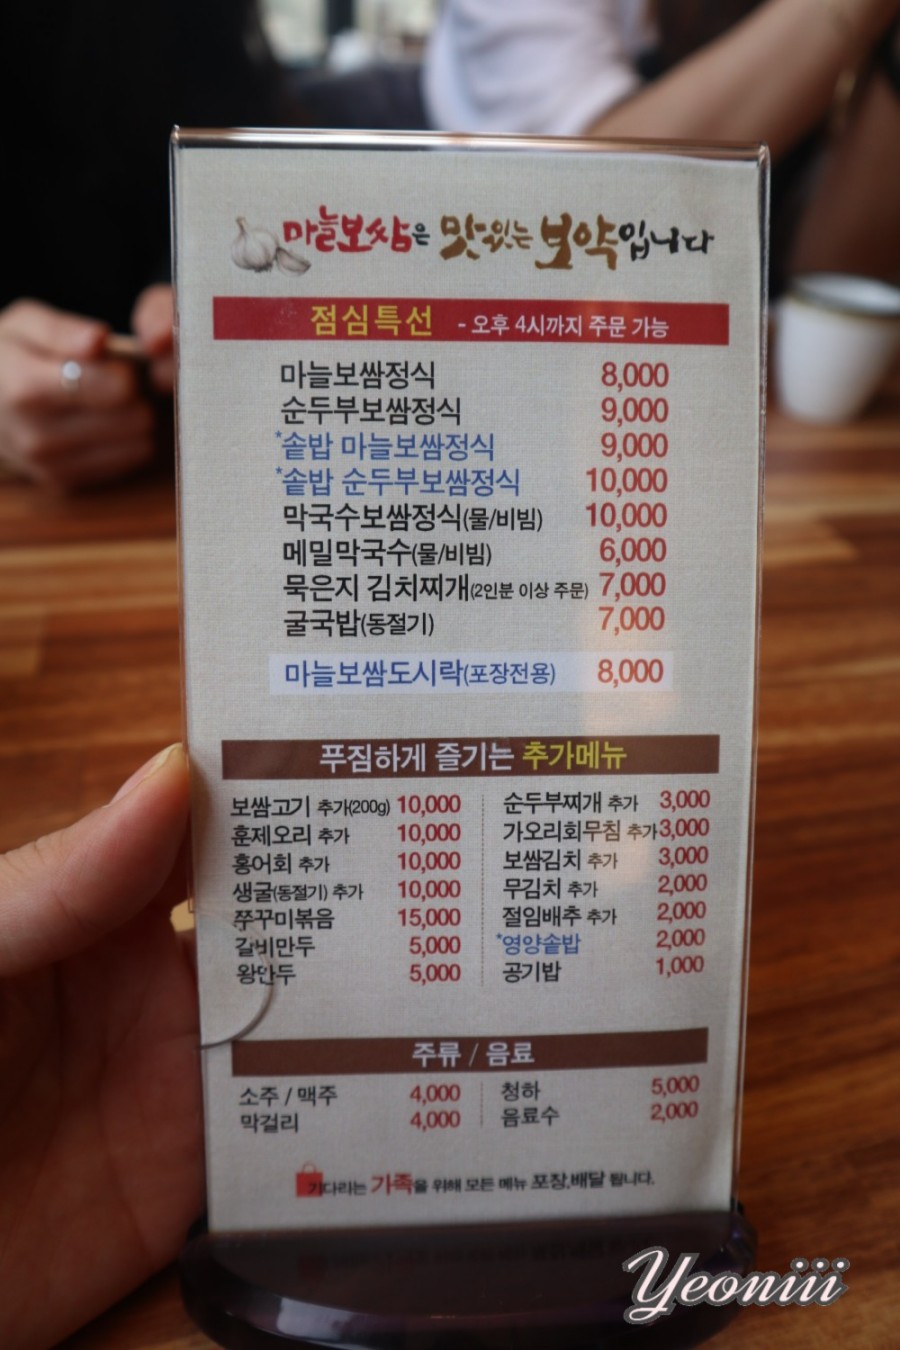 마늘보쌈은 맛있는 보약입니다
점심특선 - 오후 4시까지 주문 가능
마늘보쌈정식 8,000
순두부보쌈정식 9,000
*솥밥 마늘보쌈정식 9,000
*솥밥 순두부보쌈정식 10,000
막국수보쌈정식(물/비빔) 10,000
메밀막국수(물/비빔) 6,000
묵은지 김치찌개(2인분 이상 주문) 7,000
굴국밥(동절기) 7,000
마늘보쌈도시락(포장전용) 8,000
푸짐하게 즐기는 추가메뉴
보쌈고기 추가(200g) 10,000
훈제오리 추가 10,000
홍어회 추가 10,000
생굴(동절기) 추가 10,000
쭈꾸미볶음 15,000
갈비만두 5,000
왕만두 5,000
순두부찌개 추가 3,000
가오리회무침 추가 3,000
보쌈김치 추가 3,000
무김치 추가 2,000
절임배추 추가 2,000
*영양솥밥 2,000
공기밥 1,000
주류 / 음료
소주 / 맥주 4,000
막걸리 4,000
청하 5,000
음료수 2,000
기다리는 가족을 위해 모든 메뉴 포장,배달 됩니다.
Yeoniii